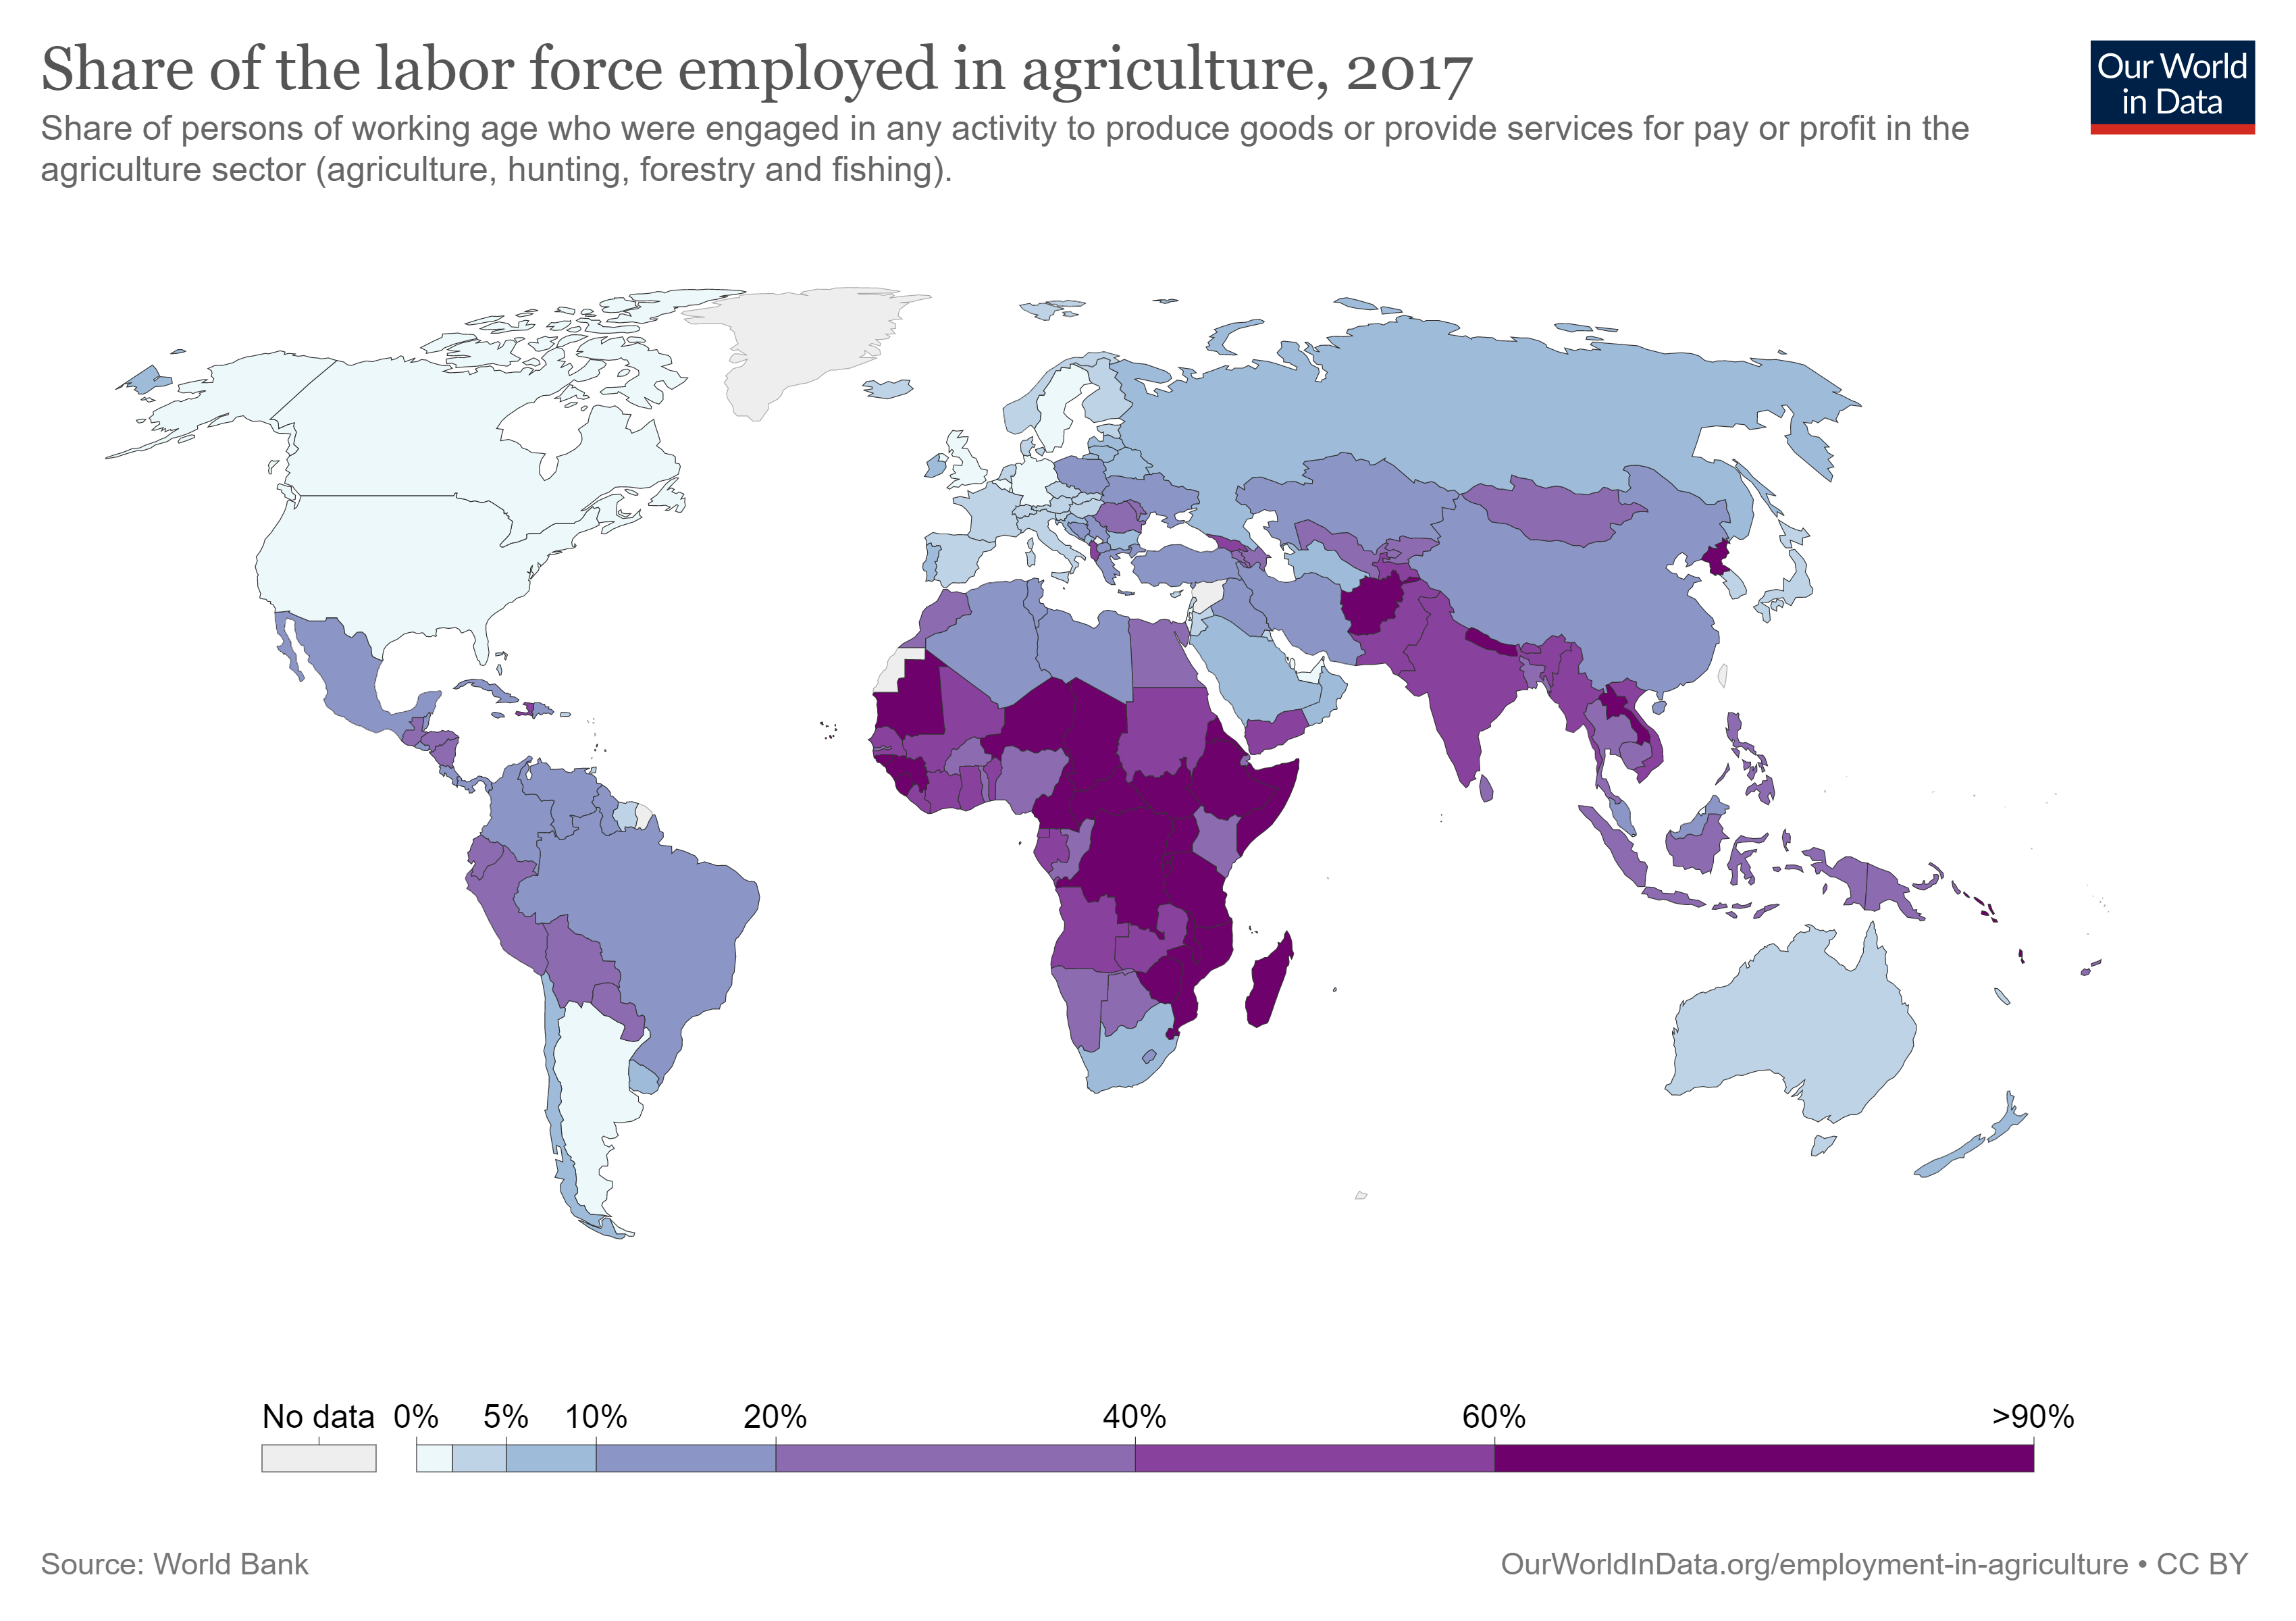 Share of the labor force employed in agriculture, 2017
Share of persons of working age who were engaged in any activity to produce goods or provide services for pay or profit in the
agriculture sector (agriculture, hunting, forestry and fishing).
Our World
in Data
No data 0% 5% 10% 20% 40% 60% >90%
Source: World Bank
OurWorldInData.org/employment-in-agriculture • CC BY